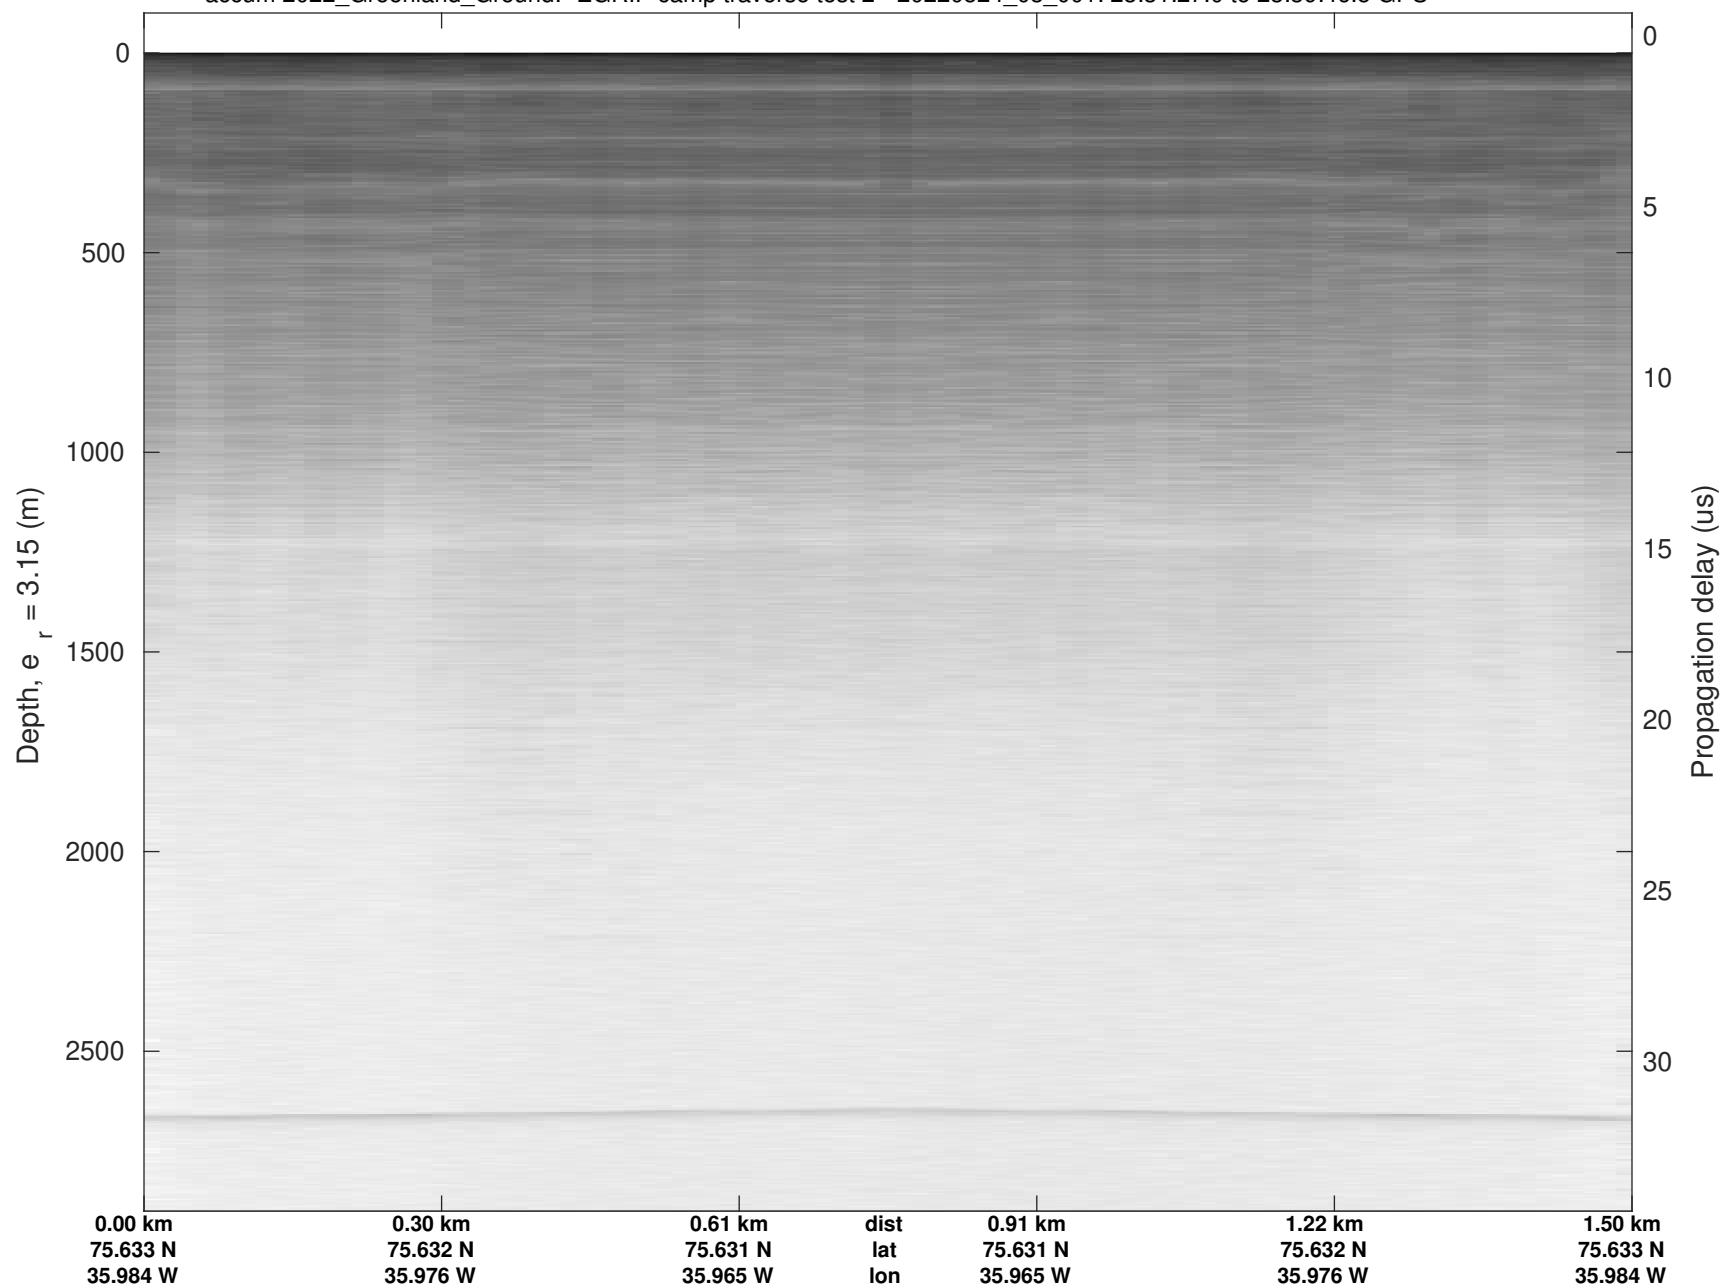 0
500
1000
1500
2000
2500
Depth, e r = 3.15 (m)
0
5
10
15
20
25
30
Propagation delay (us)
0.00 km 0.30 km 0.61 km dist 0.91 km 1.22 km 1.50 km
75.633 N 75.632 N 75.631 N lat 75.631 N 75.632 N 75.633 N
35.984 W 35.976 W 35.965 W lon 35.965 W 35.976 W 35.984 W